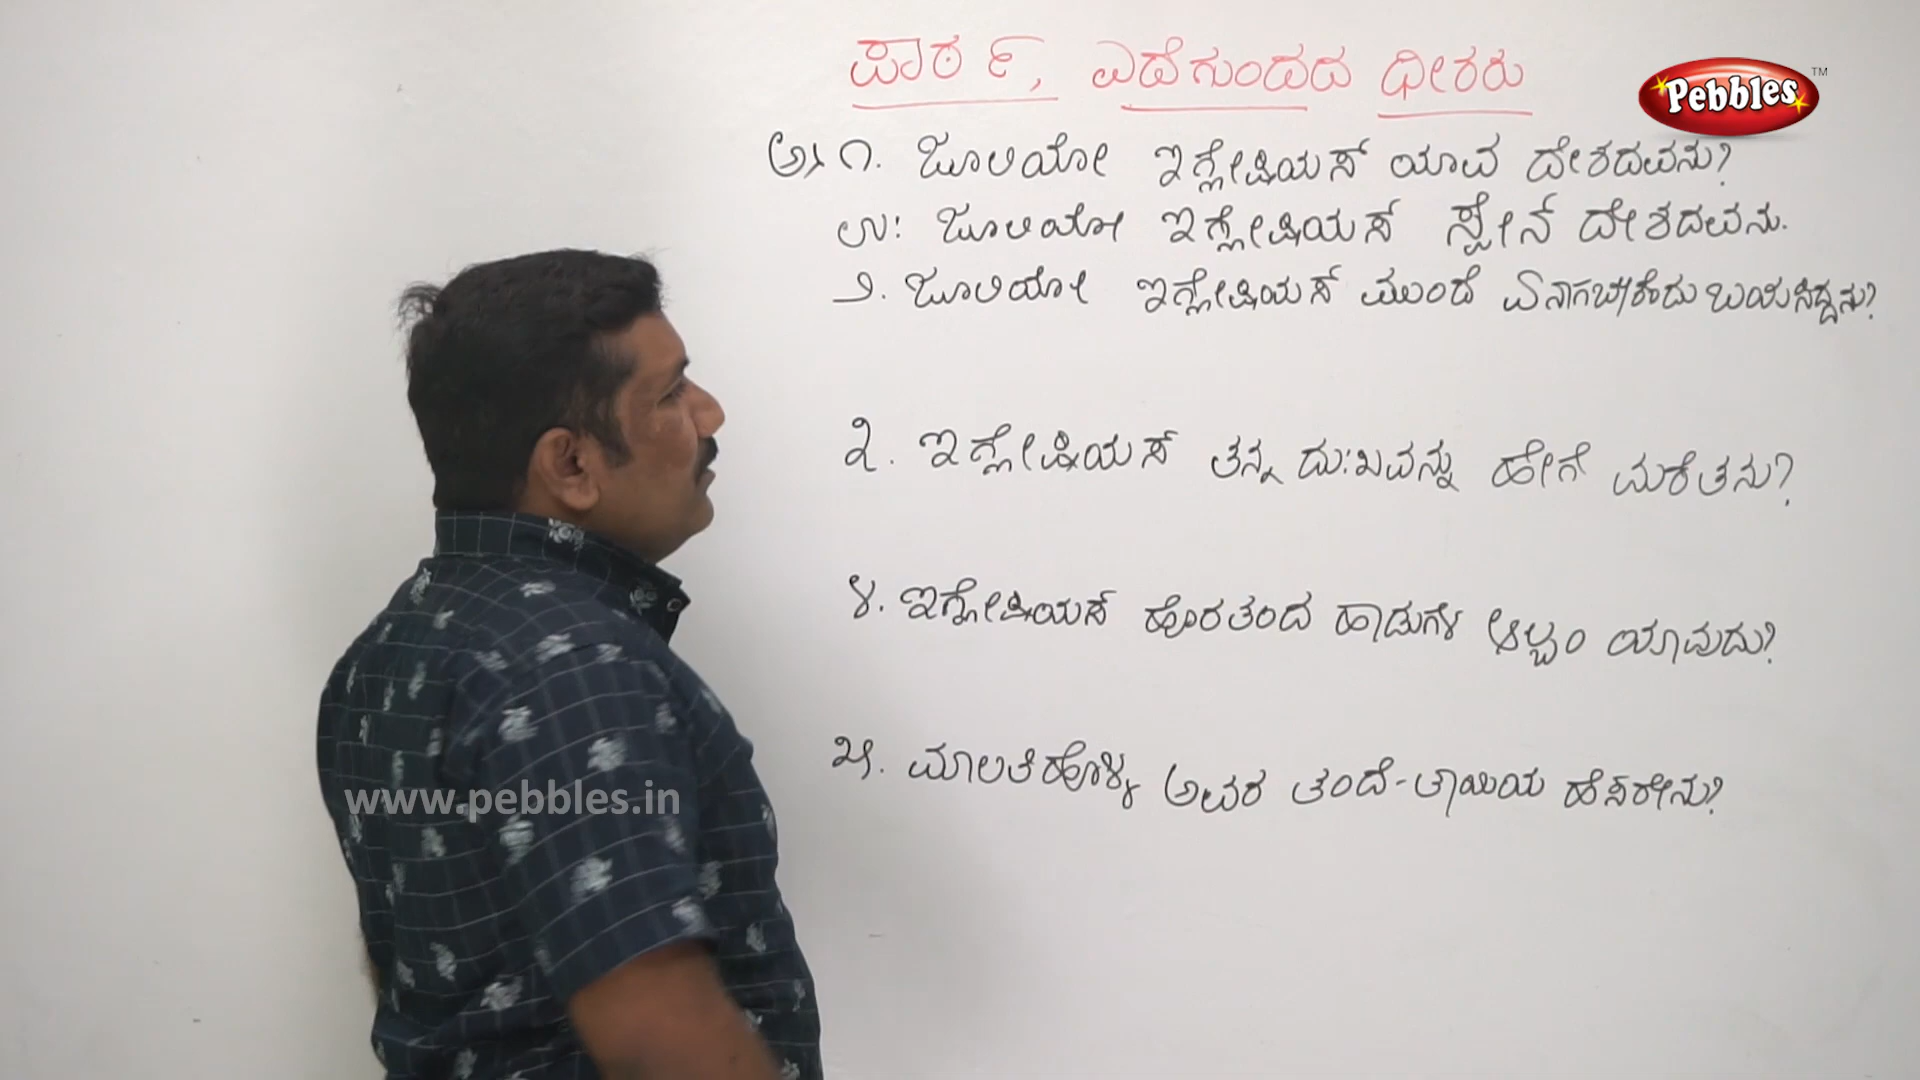 ಪಾಠ ೯, ಎದೆಗುಂದದ ಧೀರರು
Pebbles TM
ಅ) ೧. ಜೂಲಿಯೋ ಇಗ್ಲೇಷಿಯಸ್ ಯಾವ ದೇಶದವನು?
ಉ: ಜೂಲಿಯೋ ಇಗ್ಲೇಷಿಯಸ್ ಸ್ಪೇನ್ ದೇಶದವನು.
೨. ಜೂಲಿಯೋ ಇಗ್ಲೇಷಿಯಸ್ ಮುಂದೆ ಏನಾಗಬೇಕೆಂದು ಬಯಸಿದ್ದನು?
೩. ಇಗ್ಲೇಷಿಯಸ್ ತನ್ನ ದುಃಖವನ್ನು ಹೇಗೆ ಮರೆತನು?
೪. ಇಗ್ಲೇಷಿಯಸ್ ಹೊರತಂದ ಹಾಡುಗಳ ಆಲ್ಬಂ ಯಾವುದು?
೫. ಮಾಲತಿಹೊಳ್ಳ ಅವರ ತಂದೆ-ತಾಯಿಯ ಹೆಸರೇನು?
www.pebbles.in